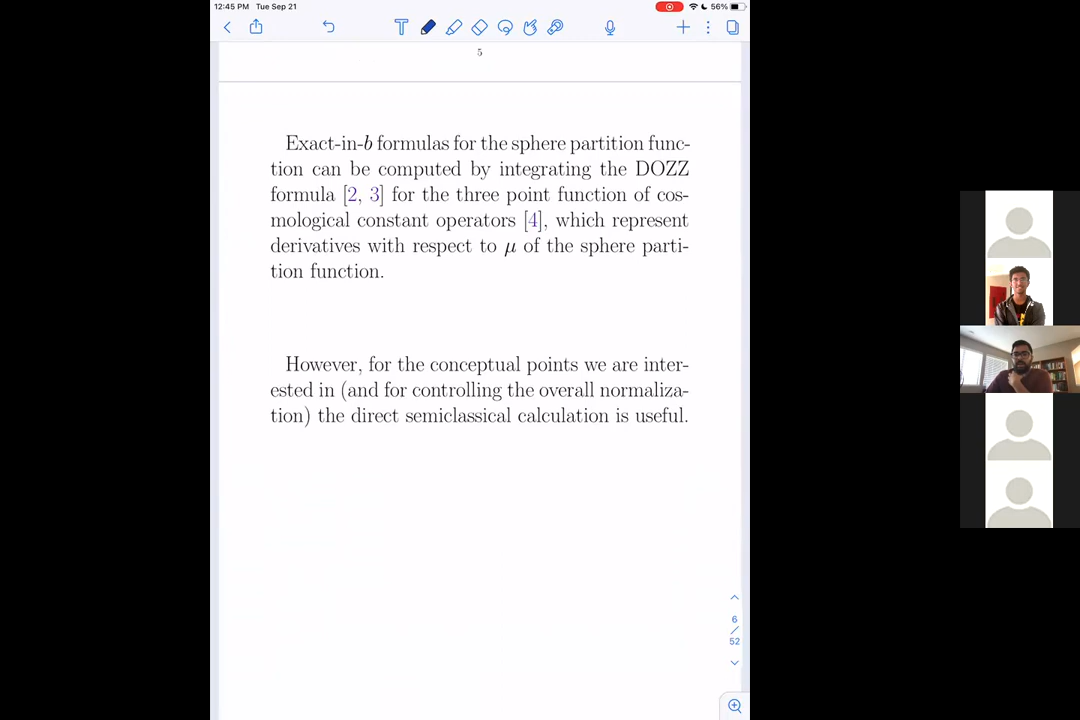 12:45 PM Tue Sep 21
56%
5
Exact-in-b formulas for the sphere partition func-
tion can be computed by integrating the DOZZ
formula [2, 3] for the three point function of cos-
mological constant operators [4], which represent
derivatives with respect to μ of the sphere parti-
tion function.
However, for the conceptual points we are inter-
ested in (and for controlling the overall normaliza-
tion) the direct semiclassical calculation is useful.
6
/
52